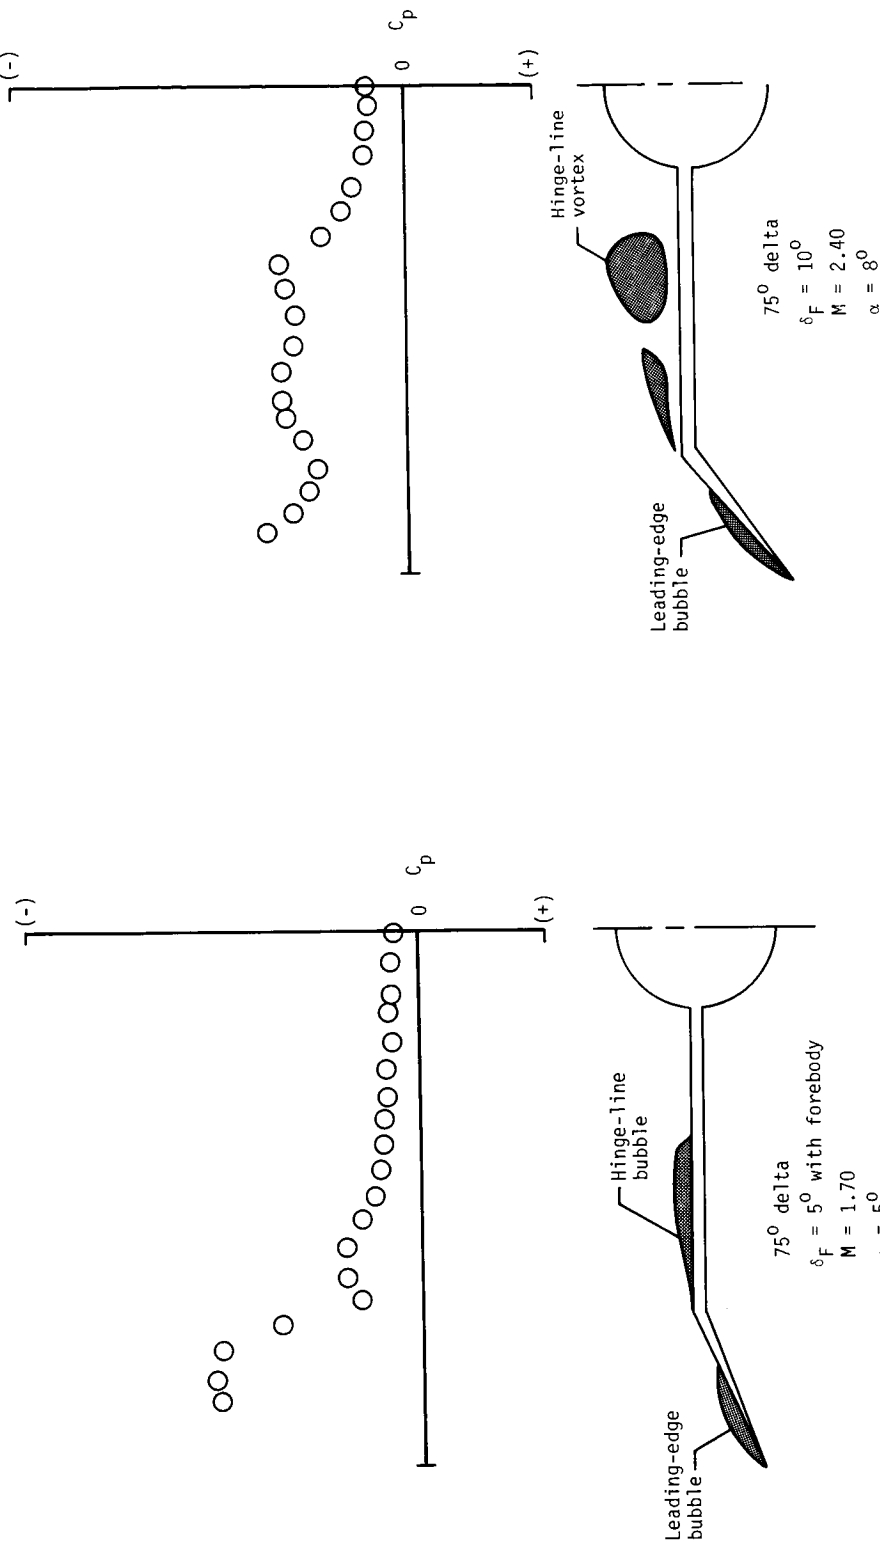 (-)
C_p
0
(+)
Hinge-line
bubble
Leading-edge
bubble
75° delta
δ_F = 5° with forebody
M = 1.70
= 5°
(-)
C_p
0
(+)
Hinge-line
vortex
Leading-edge
bubble
75° delta
δ_F = 10°
M = 2.40
α = 8°